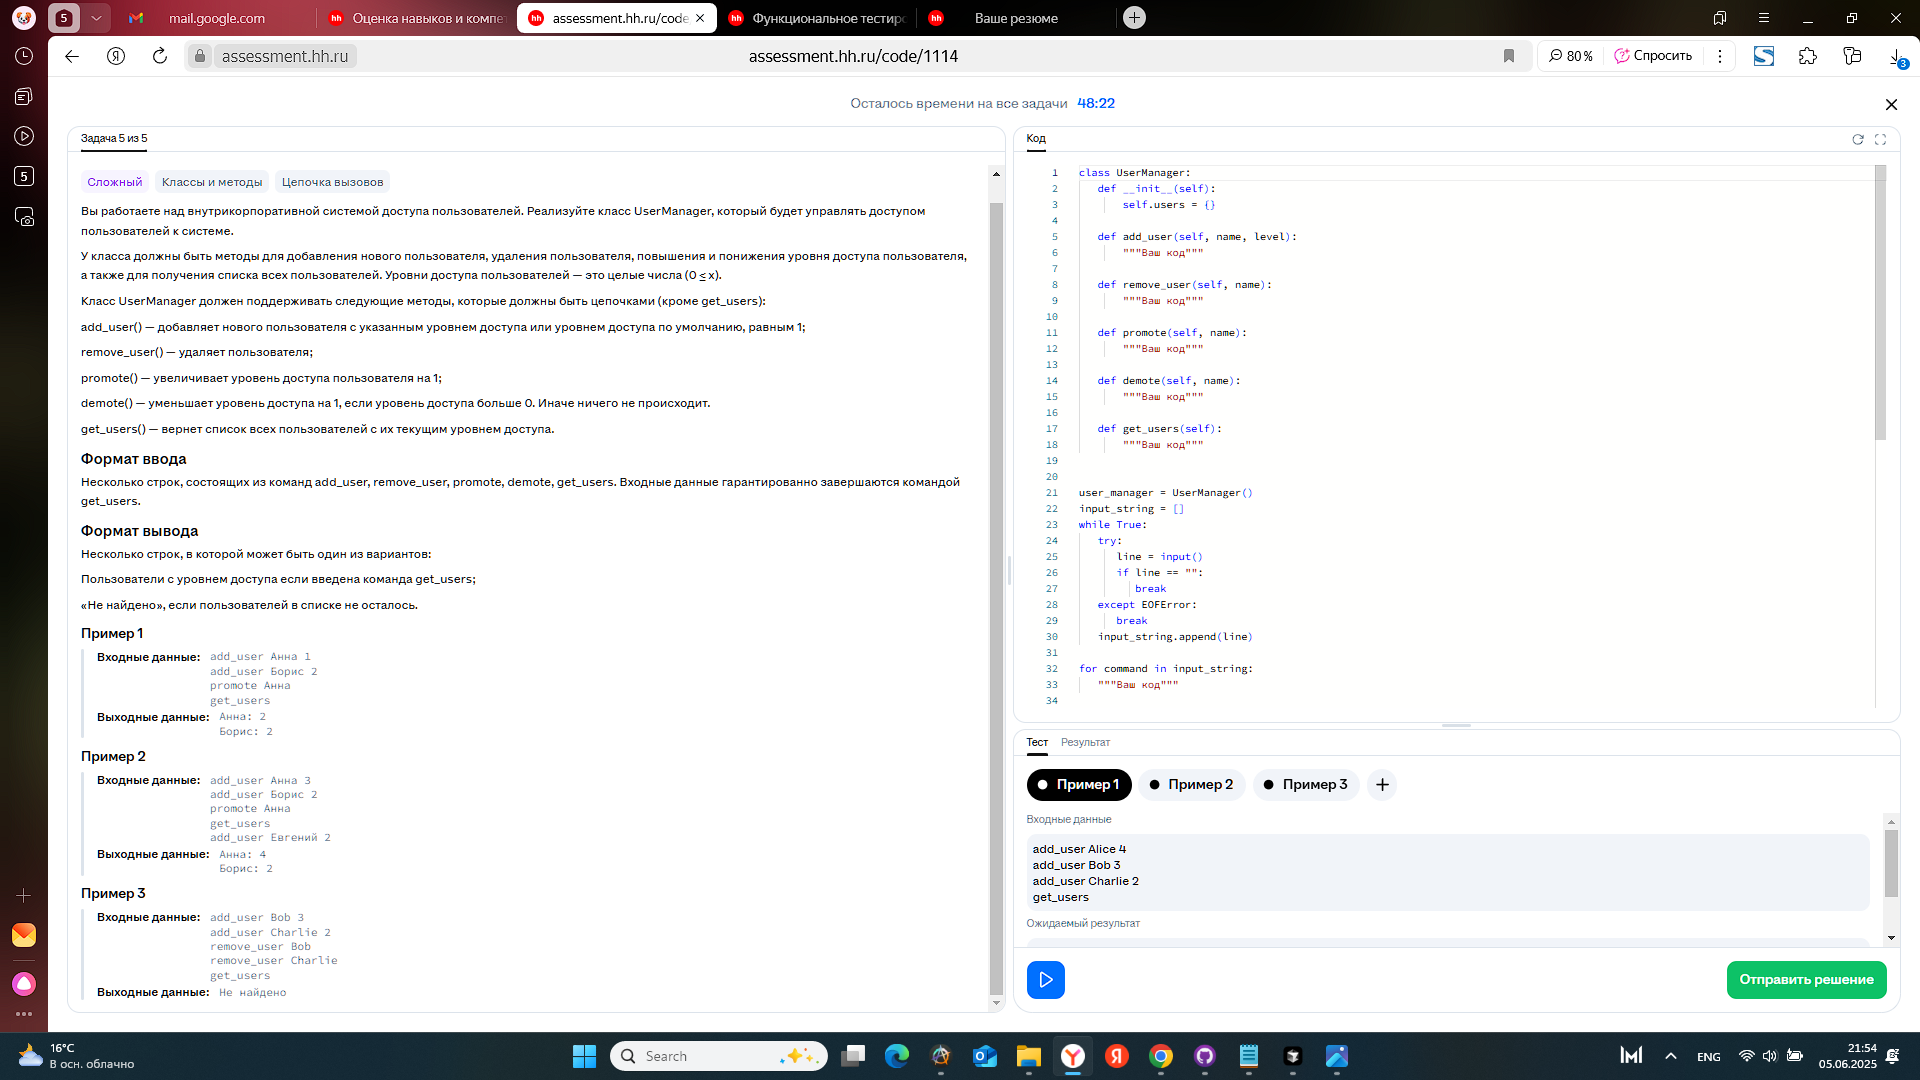 5
mail.google.com
hh
Оценка навыков и компет
hh
assessment.hh.ru/code
hh
Функциональное тестиро
hh
Ваше резюме
assessment.hh.ru
assessment.hh.ru/code/1114
80 %
Спросить
3
5
Осталось времени на все задачи 48:22
Задача 5 из 5
Сложный
Классы и методы
Цепочка вызовов
Вы работаете над внутрикорпоративной системой доступа пользователей. Реализуйте класс UserManager, который будет управлять доступом
пользователей к системе.
У класса должны быть методы для добавления нового пользователя, удаления пользователя, повышения и понижения уровня доступа пользователя,
а также для получения списка всех пользователей. Уровни доступа пользователей — это целые числа (0 ≤ x).
Класс UserManager должен поддерживать следующие методы, которые должны быть цепочками (кроме get_users):
add_user() — добавляет нового пользователя с указанным уровнем доступа или уровнем доступа по умолчанию, равным 1;
remove_user() — удаляет пользователя;
promote() — увеличивает уровень доступа пользователя на 1;
demote() — уменьшает уровень доступа на 1, если уровень доступа больше 0. Иначе ничего не происходит.
get_users() — вернет список всех пользователей с их текущим уровнем доступа.
Формат ввода
Несколько строк, состоящих из команд add_user, remove_user, promote, demote, get_users. Входные данные гарантированно завершаются командой
get_users.
Формат вывода
Несколько строк, в которой может быть один из вариантов:
Пользователи с уровнем доступа если введена команда get_users;
«Не найдено», если пользователей в списке не осталось.
Пример 1
Входные данные: add_user Анна 1
add_user Борис 2
promote Анна
get_users
Выходные данные: Анна: 2
Борис: 2
Пример 2
Входные данные: add_user Анна 3
add_user Борис 2
promote Анна
get_users
add_user Евгений 2
Выходные данные: Анна: 4
Борис: 2
Пример 3
Входные данные: add_user Bob 3
add_user Charlie 2
remove_user Bob
remove_user Charlie
get_users
Выходные данные: Не найдено
Код
1 class UserManager:
2 def __init__(self):
3 self.users = {}
4
5 def add_user(self, name, level):
6 """Ваш код"""
7
8 def remove_user(self, name):
9 """Ваш код"""
10
11 def promote(self, name):
12 """Ваш код"""
13
14 def demote(self, name):
15 """Ваш код"""
16
17 def get_users(self):
18 """Ваш код"""
19
20
21 user_manager = UserManager()
22 input_string = []
23 while True:
24 try:
25 line = input()
26 if line == "":
27 break
28 except EOFError:
29 break
30 input_string.append(line)
31
32 for command in input_string:
33 """Ваш код"""
34
Тест
Результат
Пример 1
Пример 2
Пример 3
Входные данные
add_user Alice 4
add_user Bob 3
add_user Charlie 2
get_users
Ожидаемый результат
Отправить решение
16°C
В осн. облачно
Search
ENG
21:54
05.06.2025